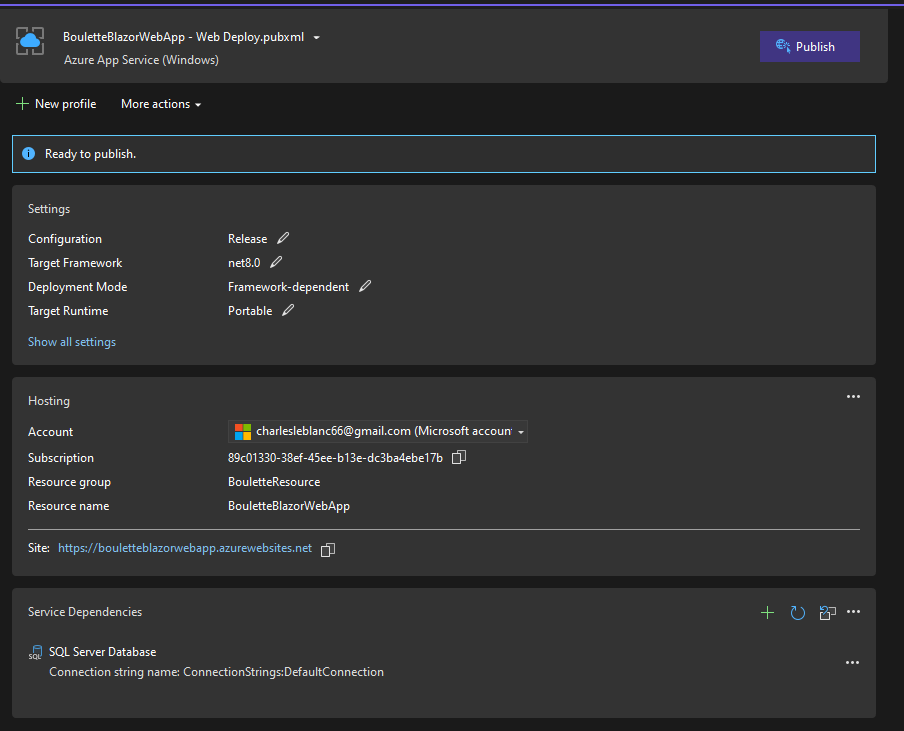 BouletteBlazorWebApp - Web Deploy.pubxml
Azure App Service (Windows)
Publish
New profile
More actions
Ready to publish.
Settings
Configuration Release
Target Framework net8.0
Deployment Mode Framework-dependent
Target Runtime Portable
Show all settings
Hosting
Account charlesleblanc66@gmail.com (Microsoft accoun
Subscription 89c01330-38ef-45ee-b13e-dc3ba4ebe17b
Resource group BouletteResource
Resource name BouletteBlazorWebApp
Site: https://bouletteblazorwebapp.azurewebsites.net
Service Dependencies
SQL
SQL Server Database
Connection string name: ConnectionStrings:DefaultConnection